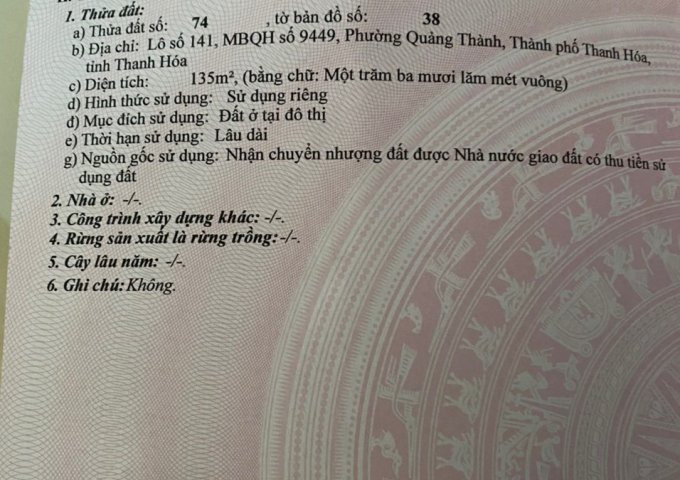 1. Thửa đất:
a) Thửa đất số: 74 , tờ bản đồ số: 38
b) Địa chỉ: Lô số 141, MBQH số 9449, Phường Quảng Thành, Thành phố Thanh Hóa,
tỉnh Thanh Hóa
c) Diện tích: 135m², (bằng chữ: Một trăm ba mươi lăm mét vuông)
d) Hình thức sử dụng: Sử dụng riêng
đ) Mục đích sử dụng: Đất ở tại đô thị
e) Thời hạn sử dụng: Lâu dài
g) Nguồn gốc sử dụng: Nhận chuyển nhượng đất được Nhà nước giao đất có thu tiền sử
dụng đất
2. Nhà ở: -/-.
3. Công trình xây dựng khác: -/-.
4. Rừng sản xuất là rừng trồng: -/-.
5. Cây lâu năm: -/-.
6. Ghi chú: Không.